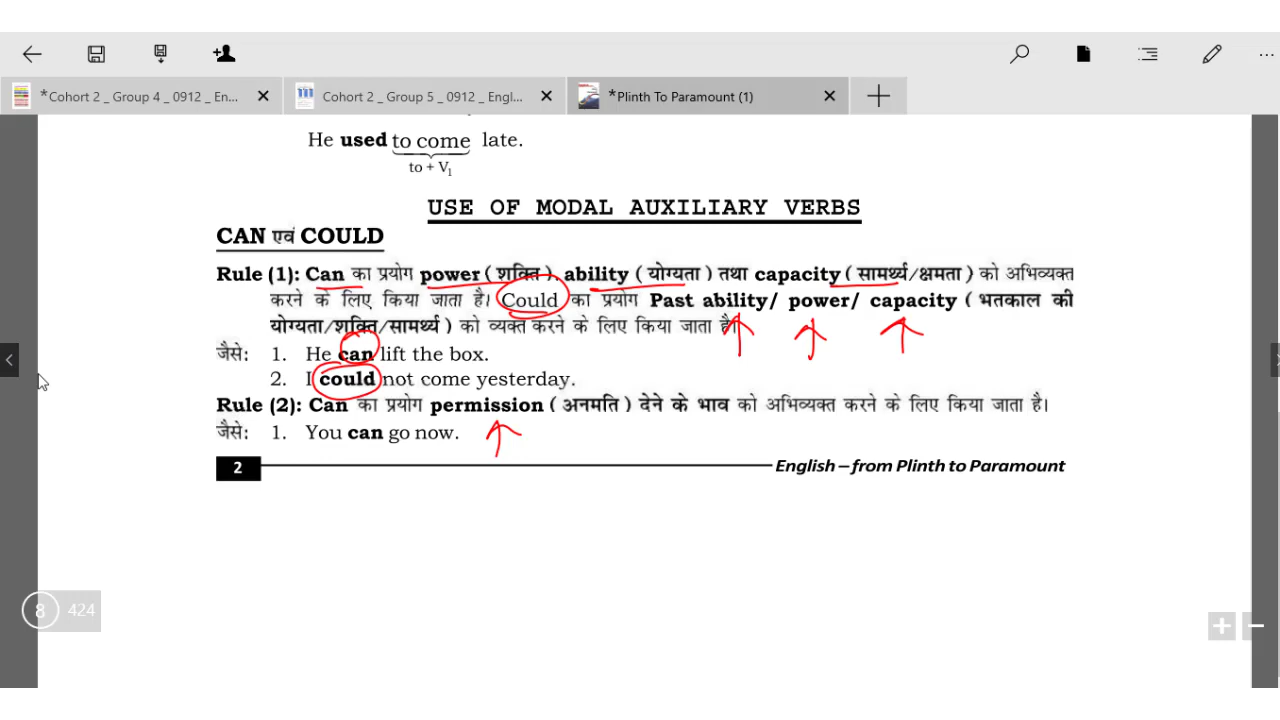 *Cohort 2 _ Group 4 _ 0912 _ En... Cohort 2 _ Group 5 _ 0912 _ Engl... *Plinth To Paramount (1)
He used to come late.
to + V1
USE OF MODAL AUXILIARY VERBS
CAN एवं COULD
Rule (1): Can का प्रयोग power ( शक्ति ), ability ( योग्यता ) तथा capacity ( सामर्थ्य/क्षमता ) को अभिव्यक्त
करने के लिए किया जाता है। Could का प्रयोग Past ability/ power/ capacity ( भतकाल की
योग्यता/शक्ति/सामर्थ्य ) को व्यक्त करने के लिए किया जाता है।
जैसे: 1. He can lift the box.
2. I could not come yesterday.
Rule (2): Can का प्रयोग permission ( अनमति ) देने के भाव को अभिव्यक्त करने के लिए किया जाता है।
जैसे: 1. You can go now.
2 English – from Plinth to Paramount
8 424